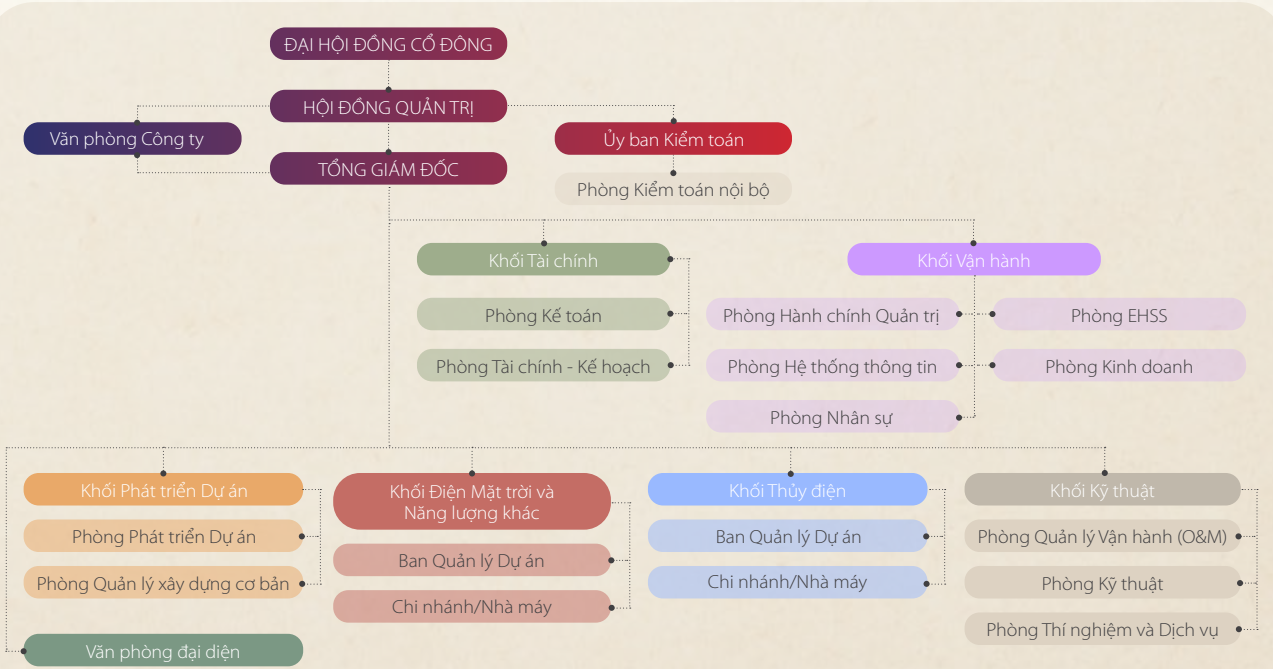 ĐẠI HỘI ĐỒNG CỔ ĐÔNG
HỘI ĐỒNG QUẢN TRỊ
Văn phòng Công ty
Ủy ban Kiểm toán
TỔNG GIÁM ĐỐC
Phòng Kiểm toán nội bộ
Khối Tài chính
Phòng Kế toán
Phòng Tài chính - Kế hoạch
Khối Vận hành
Phòng Hành chính Quản trị
Phòng EHSS
Phòng Hệ thống thông tin
Phòng Kinh doanh
Phòng Nhân sự
Khối Phát triển Dự án
Phòng Phát triển Dự án
Phòng Quản lý xây dựng cơ bản
Khối Điện Mặt trời và
Năng lượng khác
Ban Quản lý Dự án
Chi nhánh/Nhà máy
Khối Thủy điện
Ban Quản lý Dự án
Chi nhánh/Nhà máy
Khối Kỹ thuật
Phòng Quản lý Vận hành (O&M)
Phòng Kỹ thuật
Phòng Thí nghiệm và Dịch vụ
Văn phòng đại diện